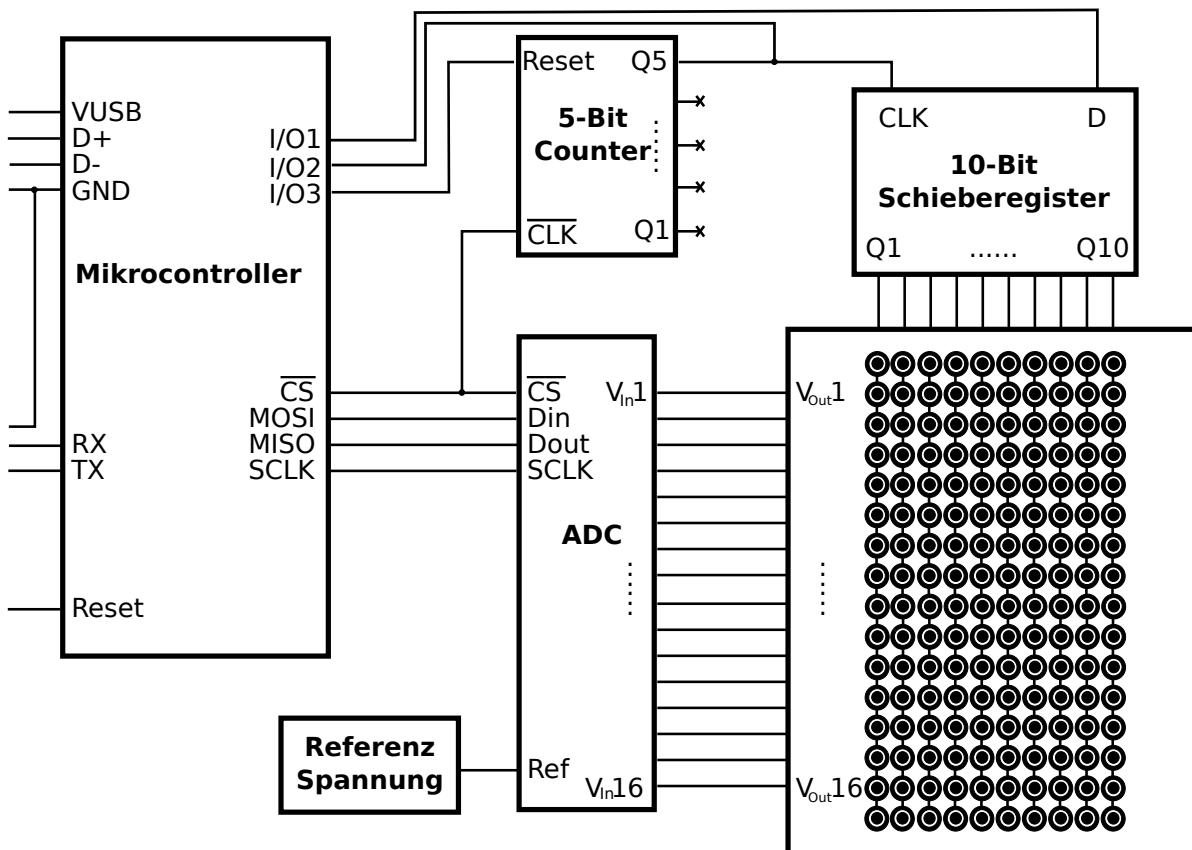 VUSB
D+
D-
GND
I/O1
I/O2
I/O3
Mikrocontroller
CS
MOSI
MISO
SCLK
RX
TX
Reset
Reset Q5
5-Bit
Counter
CLK Q1
CLK D
10-Bit
Schieberegister
Q1 ...... Q10
CS
Din
Dout
SCLK
VIn1
ADC
Ref
VIn16
VOut1
VOut16
Referenz
Spannung